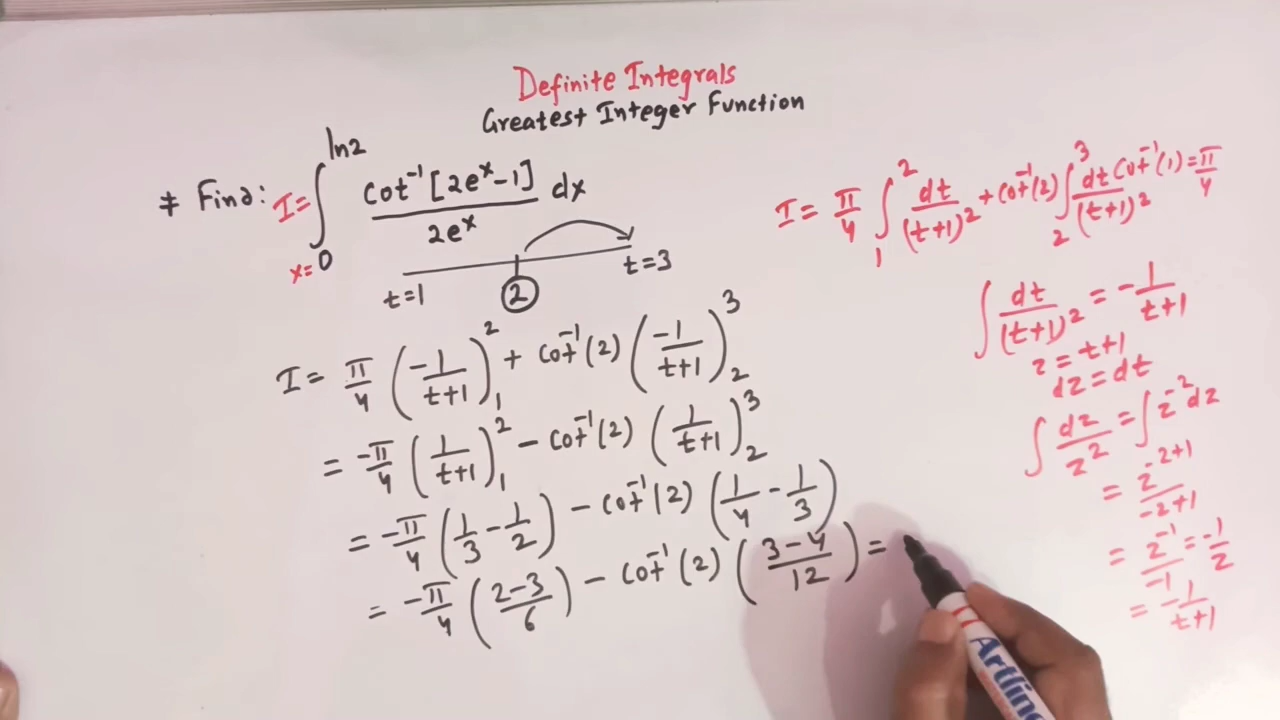 Definite Integrals
Greatest Integer Function
# Find: I = ∫_{x=0}^{ln2} cot⁻¹[2eˣ-1] / 2eˣ dx
t=1 ② t=3
I = π/4 (-1/(t+1))₁² + cot⁻¹(2) (-1/(t+1))₂³
= -π/4 (1/(t+1))₁² - cot⁻¹(2) (1/(t+1))₂³
= -π/4 (1/3 - 1/2) - cot⁻¹(2) (1/4 - 1/3)
= -π/4 ((2-3)/6) - cot⁻¹(2) ((3-4)/12) =
I = π/4 ∫₁² dt/(t+1)² + cot⁻¹(2) ∫₂³ dt/(t+1)²
cot⁻¹(1) = π/4
∫ dt/(t+1)² = -1/(t+1)
z = t+1
dz = dt
∫ dz/z² = ∫ z⁻² dz
= z⁻²⁺¹/-2+1
= z⁻¹/-1 = -1/z
= -1/(t+1)
Artline